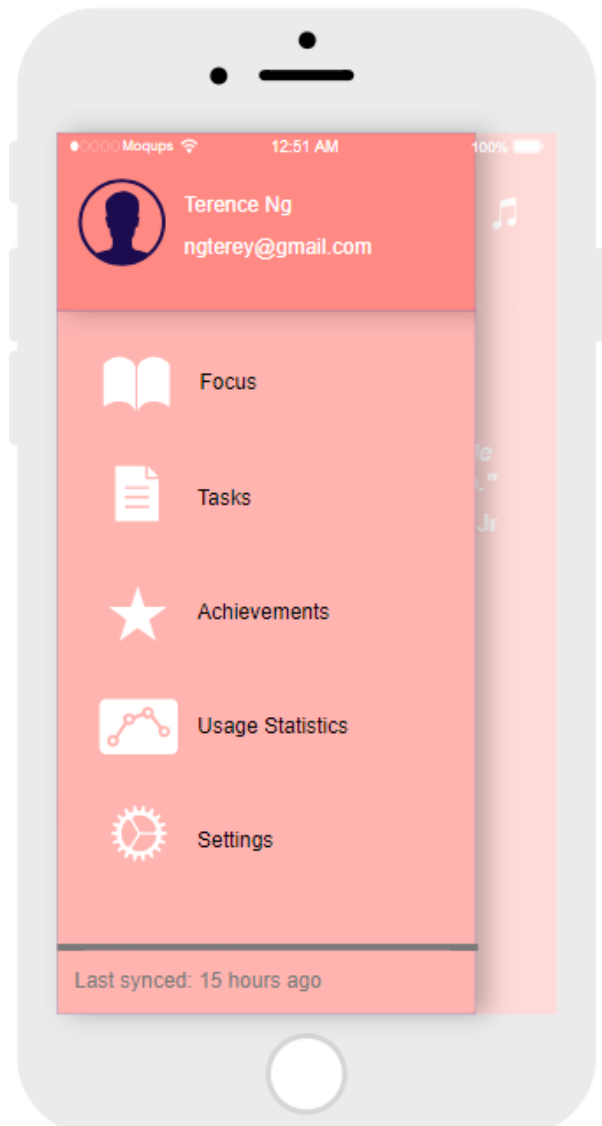 Moqups 12:51 AM 100%
Terence Ng
ngterey@gmail.com
Focus
Tasks
Achievements
Usage Statistics
Settings
Last synced: 15 hours ago
Jr